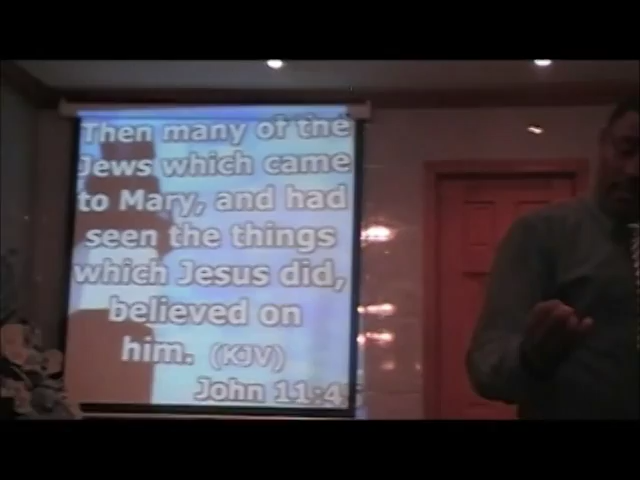 Then many of the
Jews which came
to Mary, and had
seen the things
which Jesus did,
believed on
him. (KJV)
John 11:4